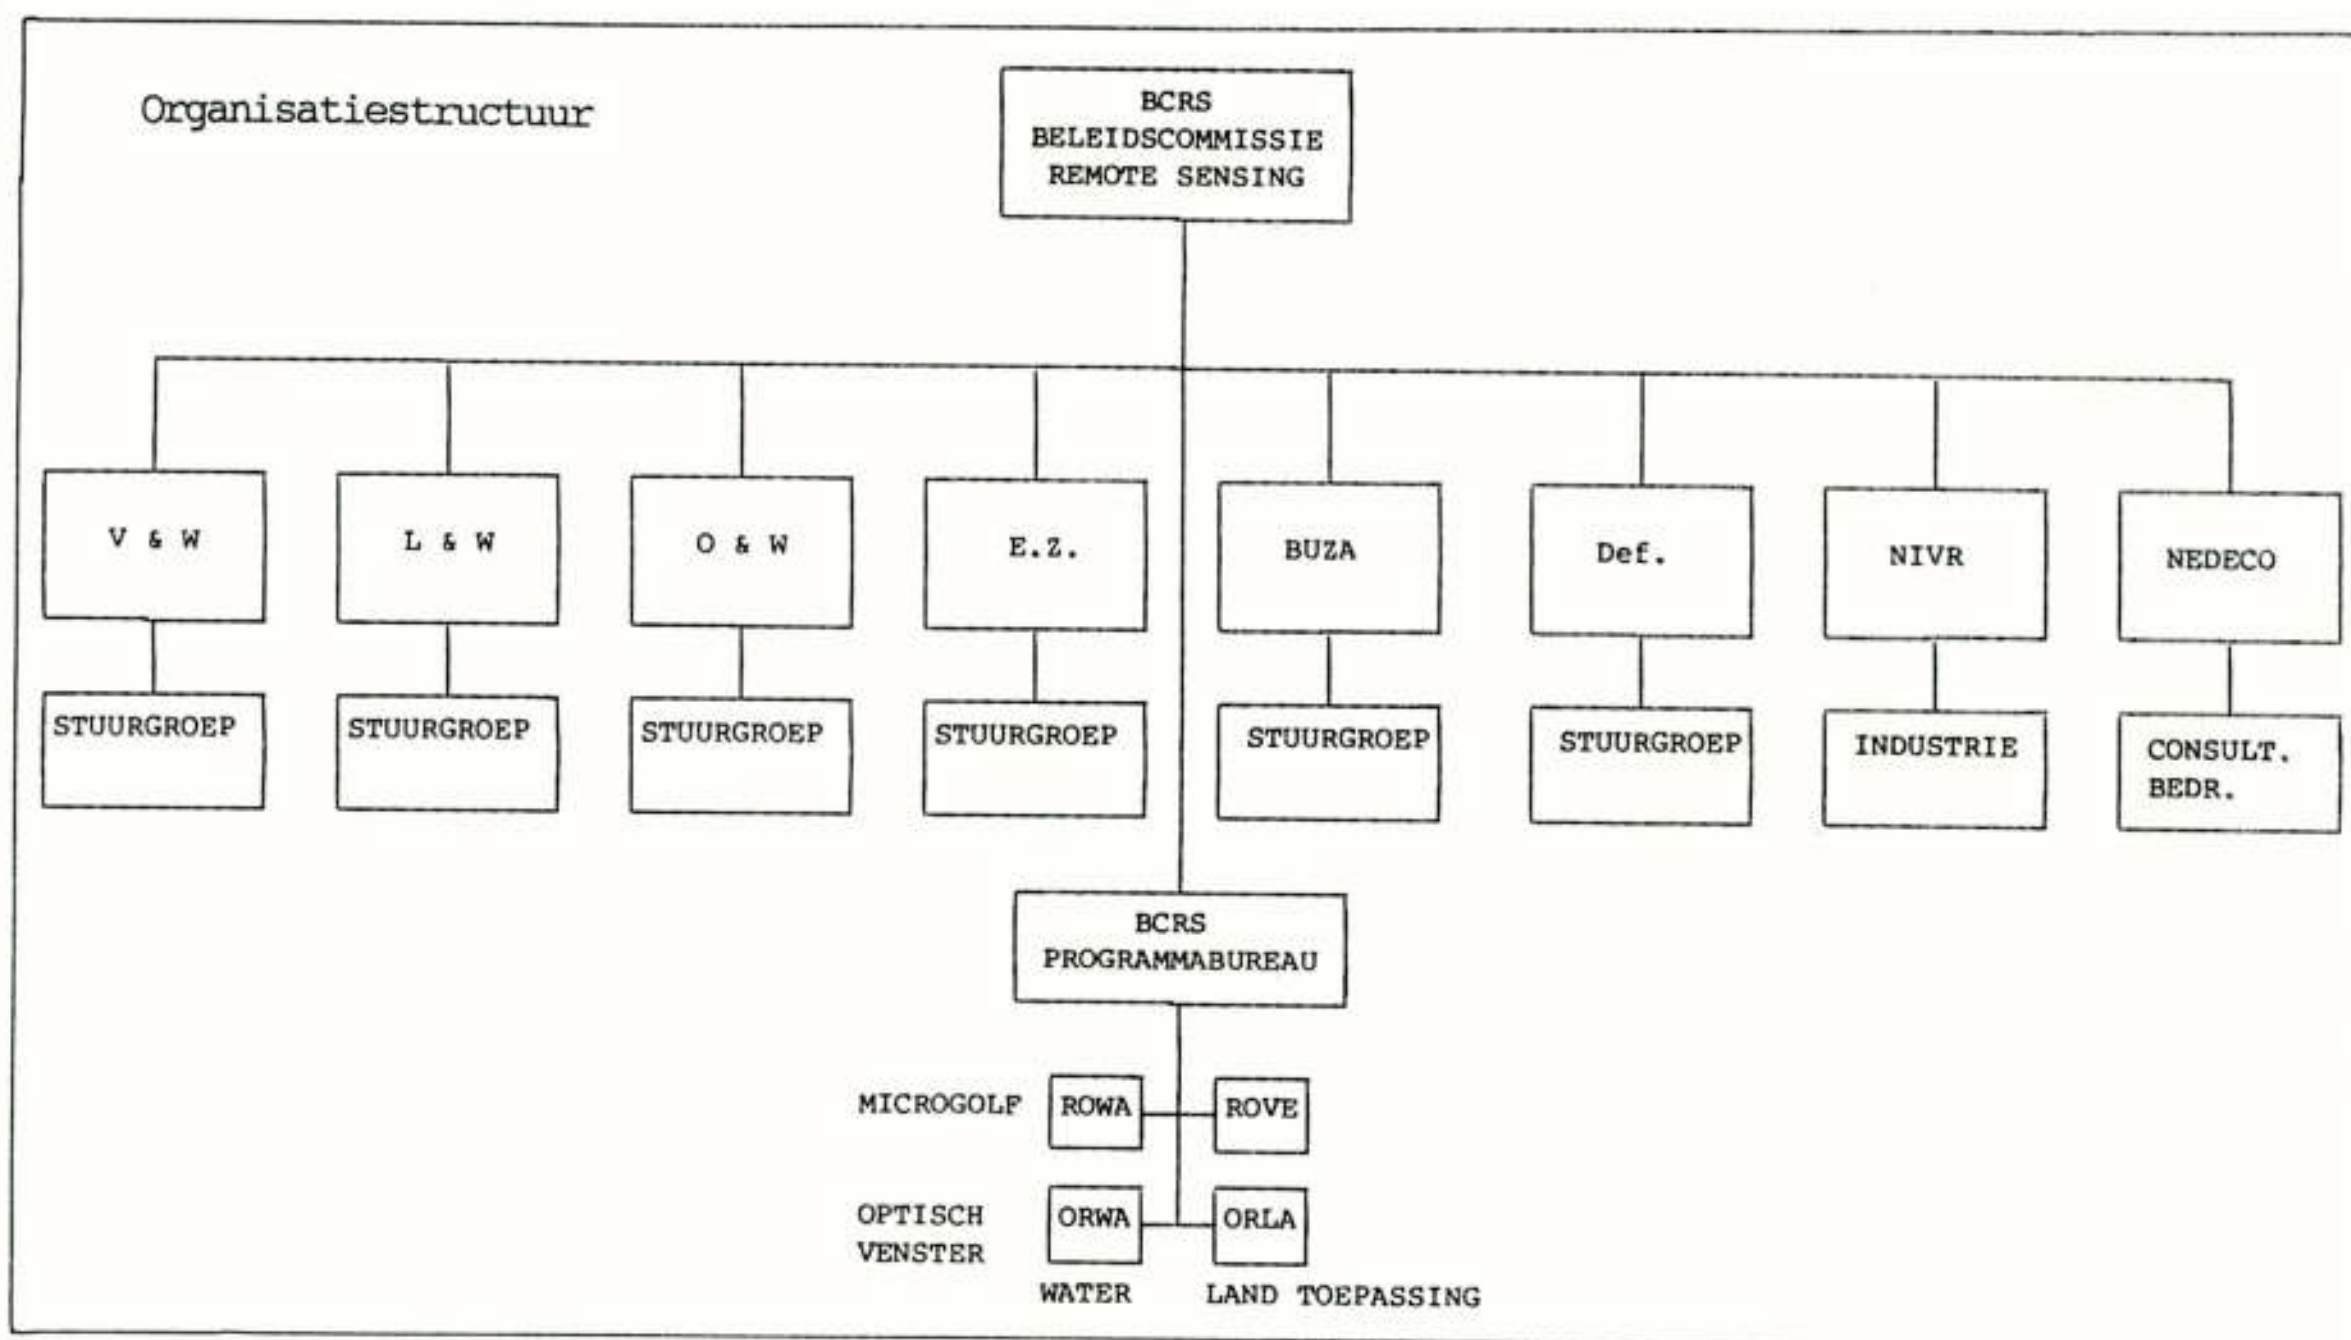 Organisatiestructuur
BCRS
BELEIDSCOMMISSIE
REMOTE SENSING
V & W
L & W
O & W
E.Z.
BUZA
Def.
NIVR
NEDECO
STUURGROEP
STUURGROEP
STUURGROEP
STUURGROEP
STUURGROEP
STUURGROEP
INDUSTRIE
CONSULT.
BEDR.
BCRS
PROGRAMMABUREAU
MICROGOLF
ROWA
ROVE
OPTISCH
VENSTER
ORWA
ORLA
WATER
LAND TOEPASSING